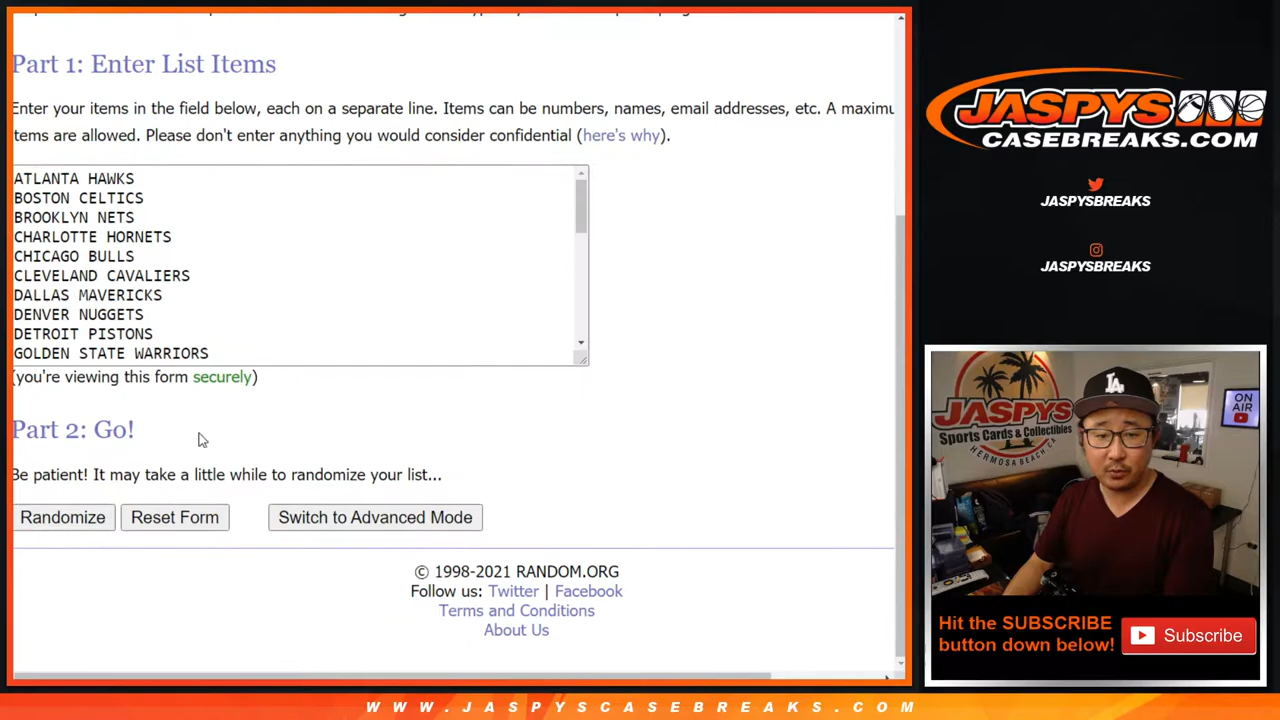 Part 1: Enter List Items
Enter your items in the field below, each on a separate line. Items can be numbers, names, email addresses, etc. A maximu
tems are allowed. Please don't enter anything you would consider confidential (here's why).
ATLANTA HAWKS
BOSTON CELTICS
BROOKLYN NETS
CHARLOTTE HORNETS
CHICAGO BULLS
CLEVELAND CAVALIERS
DALLAS MAVERICKS
DENVER NUGGETS
DETROIT PISTONS
GOLDEN STATE WARRIORS
(you're viewing this form securely)
Part 2: Go!
Be patient! It may take a little while to randomize your list...
Randomize
Reset Form
Switch to Advanced Mode
© 1998-2021 RANDOM.ORG
Follow us: Twitter | Facebook
Terms and Conditions
About Us
JASPYS
CASEBREAKS.COM
JASPYSBREAKS
JASPYSBREAKS
JASPYS
Sports Cards & Collectibles
HERMOSA BEACH, CA
LA
ON
AIR
Hit the SUBSCRIBE
button down below!
Subscribe
WWW.JASPYSCASEBREAKS.COM